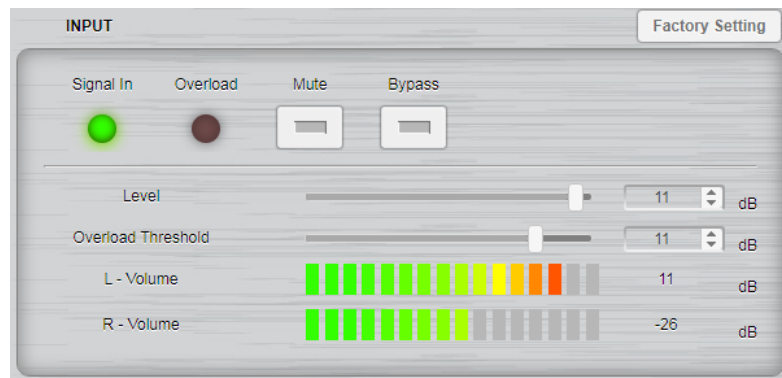 INPUT Factory Setting
Signal In Overload Mute Bypass
Level 11 dB
Overload Threshold 11 dB
L - Volume 11 dB
R - Volume -26 dB